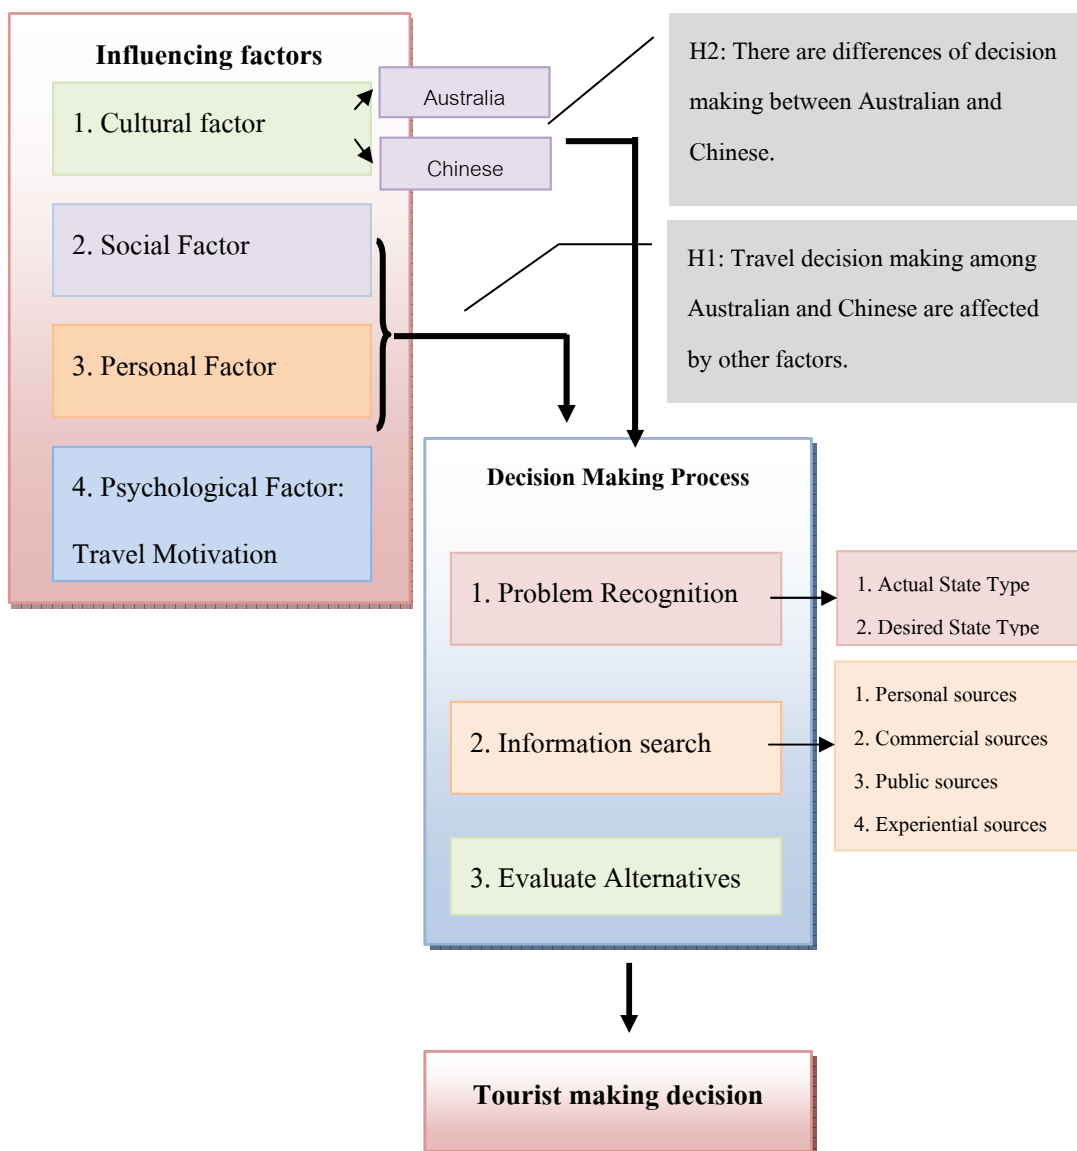 Influencing factors
1. Cultural factor
Australia
Chinese
2. Social Factor
3. Personal Factor
4. Psychological Factor:
Travel Motivation
H2: There are differences of decision
making between Australian and
Chinese.
H1: Travel decision making among
Australian and Chinese are affected
by other factors.
Decision Making Process
1. Problem Recognition
1. Actual State Type
2. Desired State Type
2. Information search
1. Personal sources
2. Commercial sources
3. Public sources
4. Experiential sources
3. Evaluate Alternatives
Tourist making decision